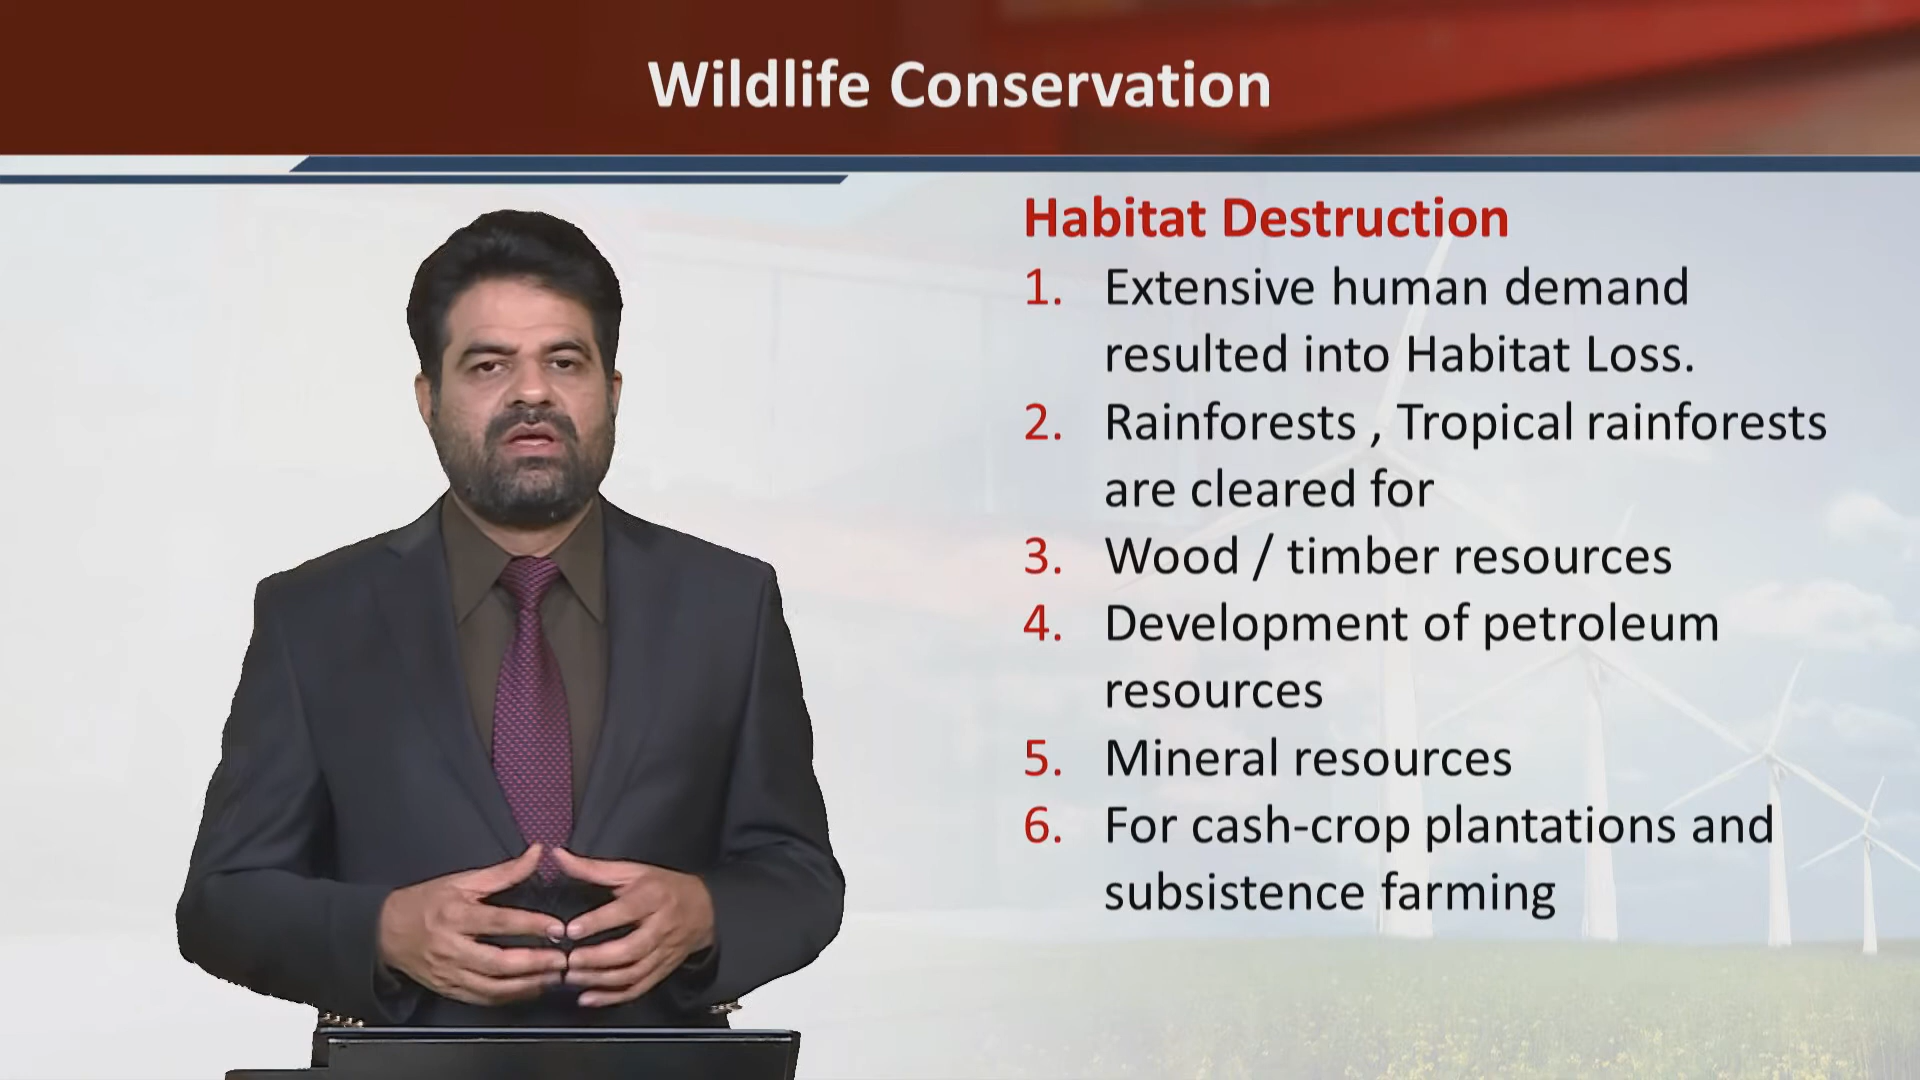 Wildlife Conservation
Habitat Destruction
1. Extensive human demand
resulted into Habitat Loss.
2. Rainforests , Tropical rainforests
are cleared for
3. Wood / timber resources
4. Development of petroleum
resources
5. Mineral resources
6. For cash-crop plantations and
subsistence farming